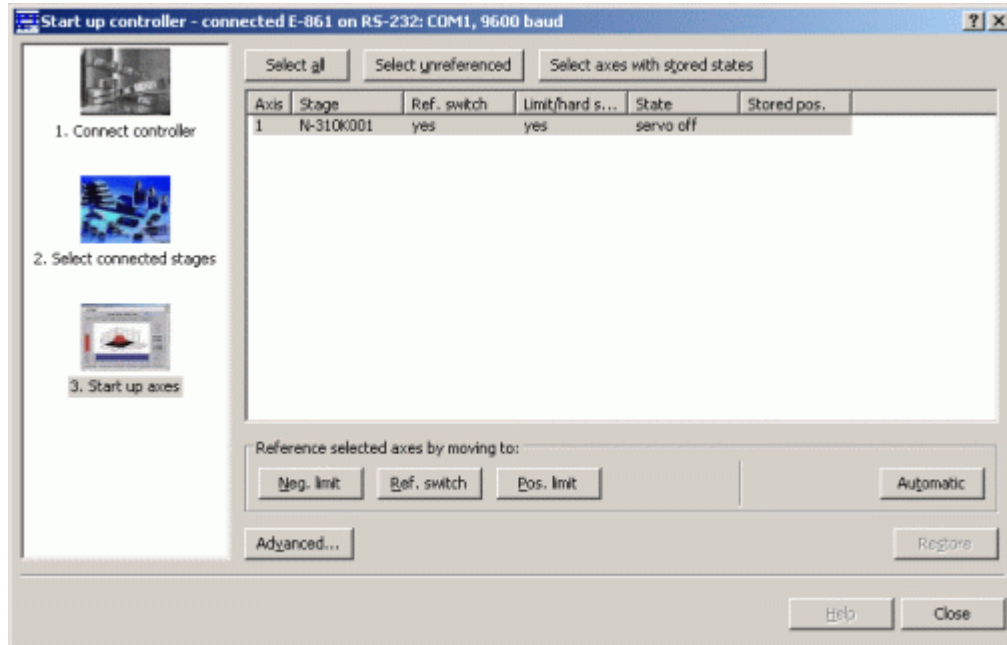 Start up controller - connected E-861 on RS-232: COM1, 9600 baud
1. Connect controller
2. Select connected stages
3. Start up axes
Select all Select unreferenced Select axes with stored states
Axis Stage Ref. switch Limit/hard s... State Stored pos.
1 N-310K001 yes yes servo off
Reference selected axes by moving to:
Neg. limit Ref. switch Pos. limit Automatic
Advanced... Restore
Help Close